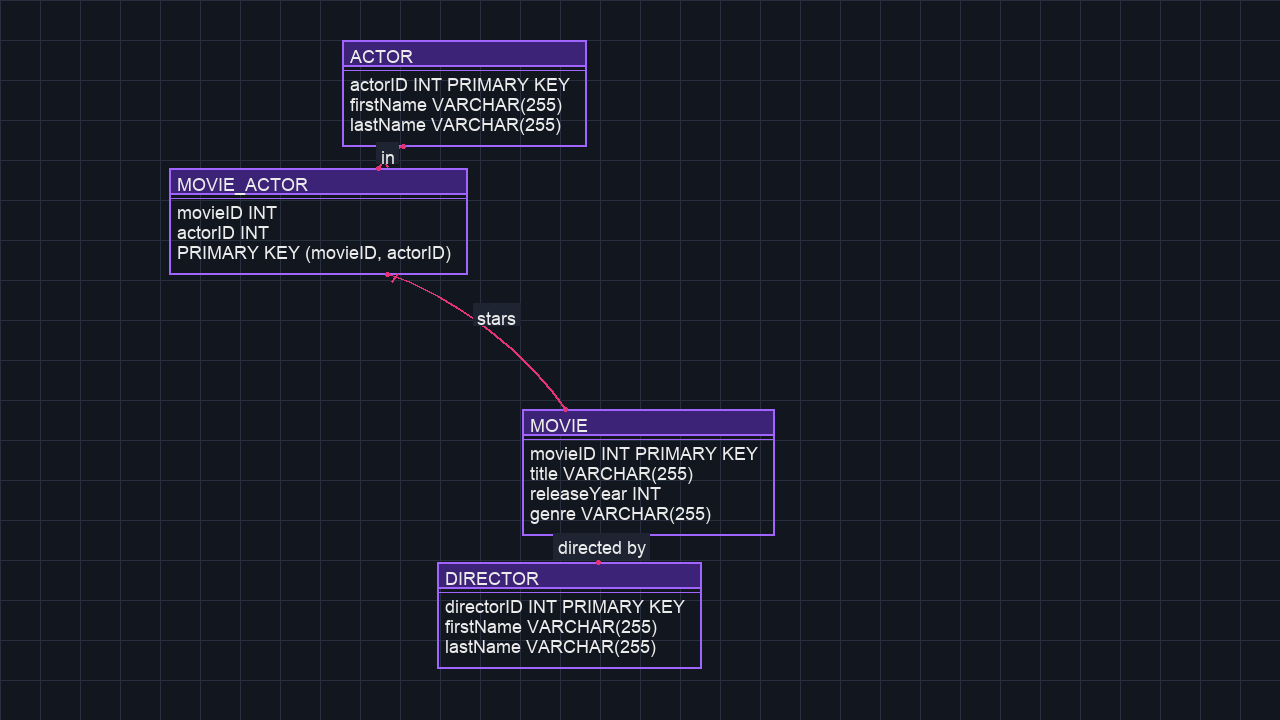 ACTOR
actorID INT PRIMARY KEY
firstName VARCHAR(255)
lastName VARCHAR(255)
in
MOVIE_ACTOR
movieID INT
actorID INT
PRIMARY KEY (movieID, actorID)
stars
MOVIE
movieID INT PRIMARY KEY
title VARCHAR(255)
releaseYear INT
genre VARCHAR(255)
directed by
DIRECTOR
directorID INT PRIMARY KEY
firstName VARCHAR(255)
lastName VARCHAR(255)